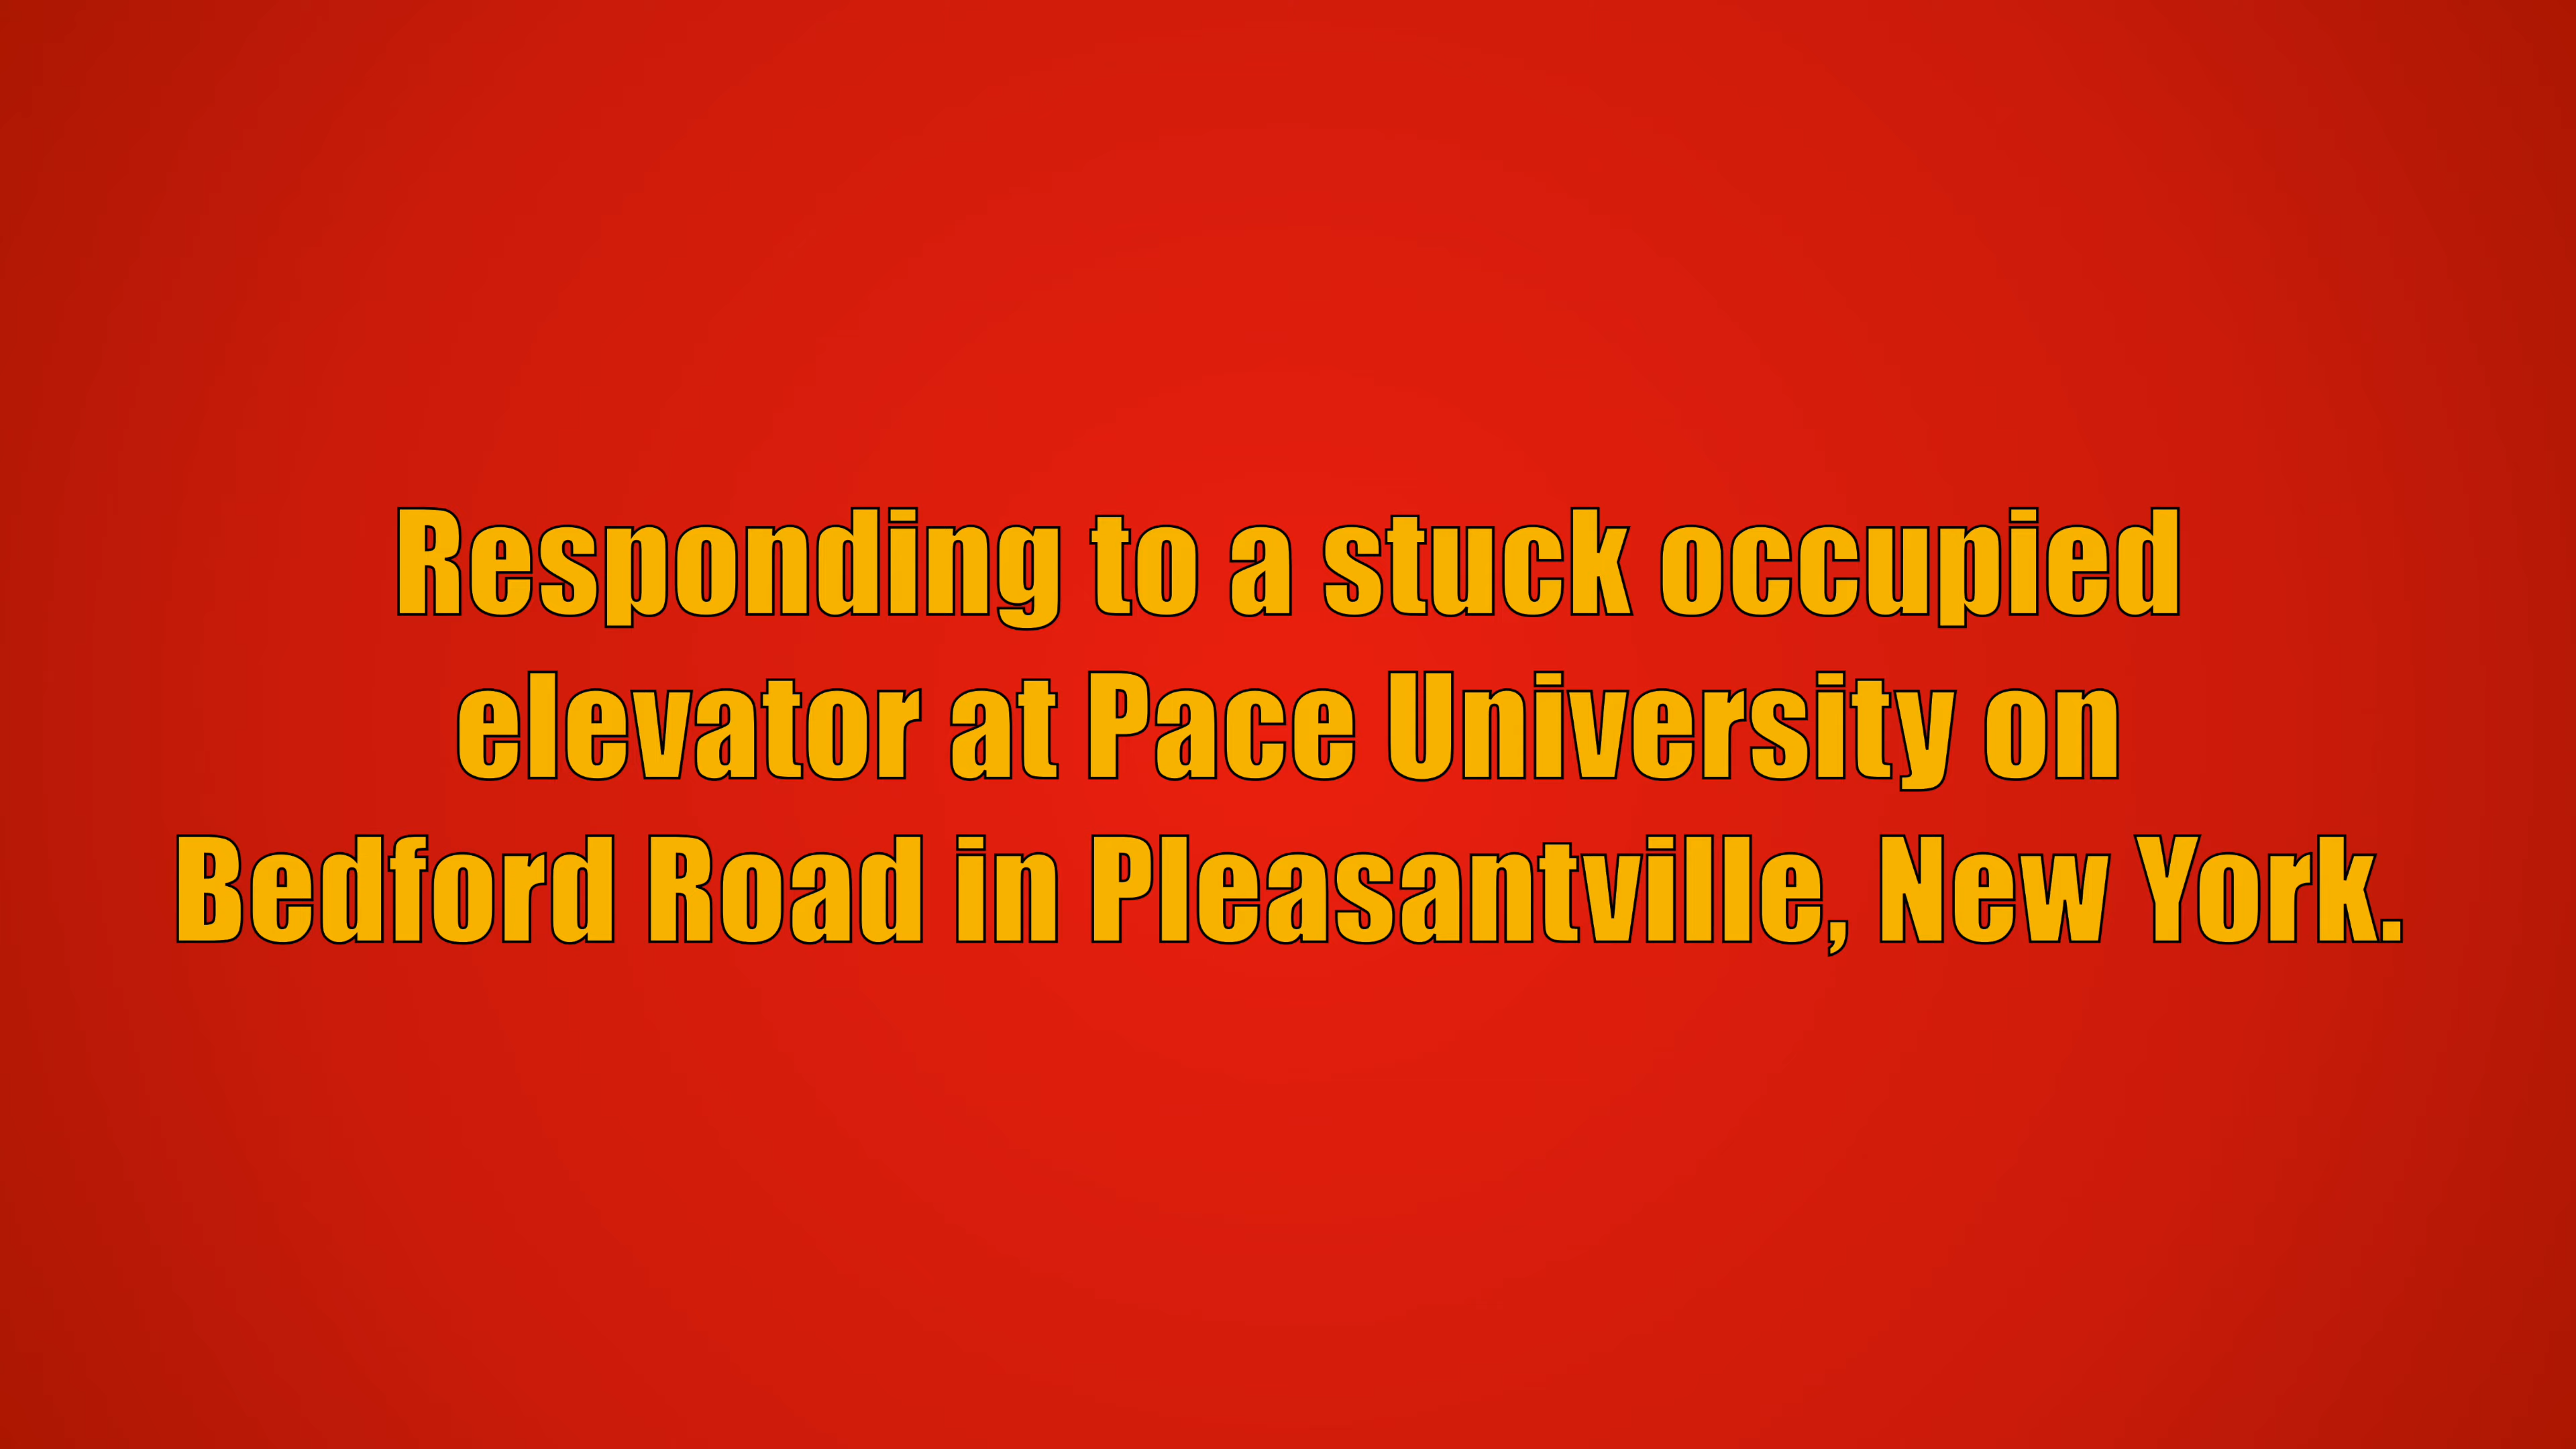 Responding to a stuck occupied
elevator at Pace University on
Bedford Road in Pleasantville, New York.